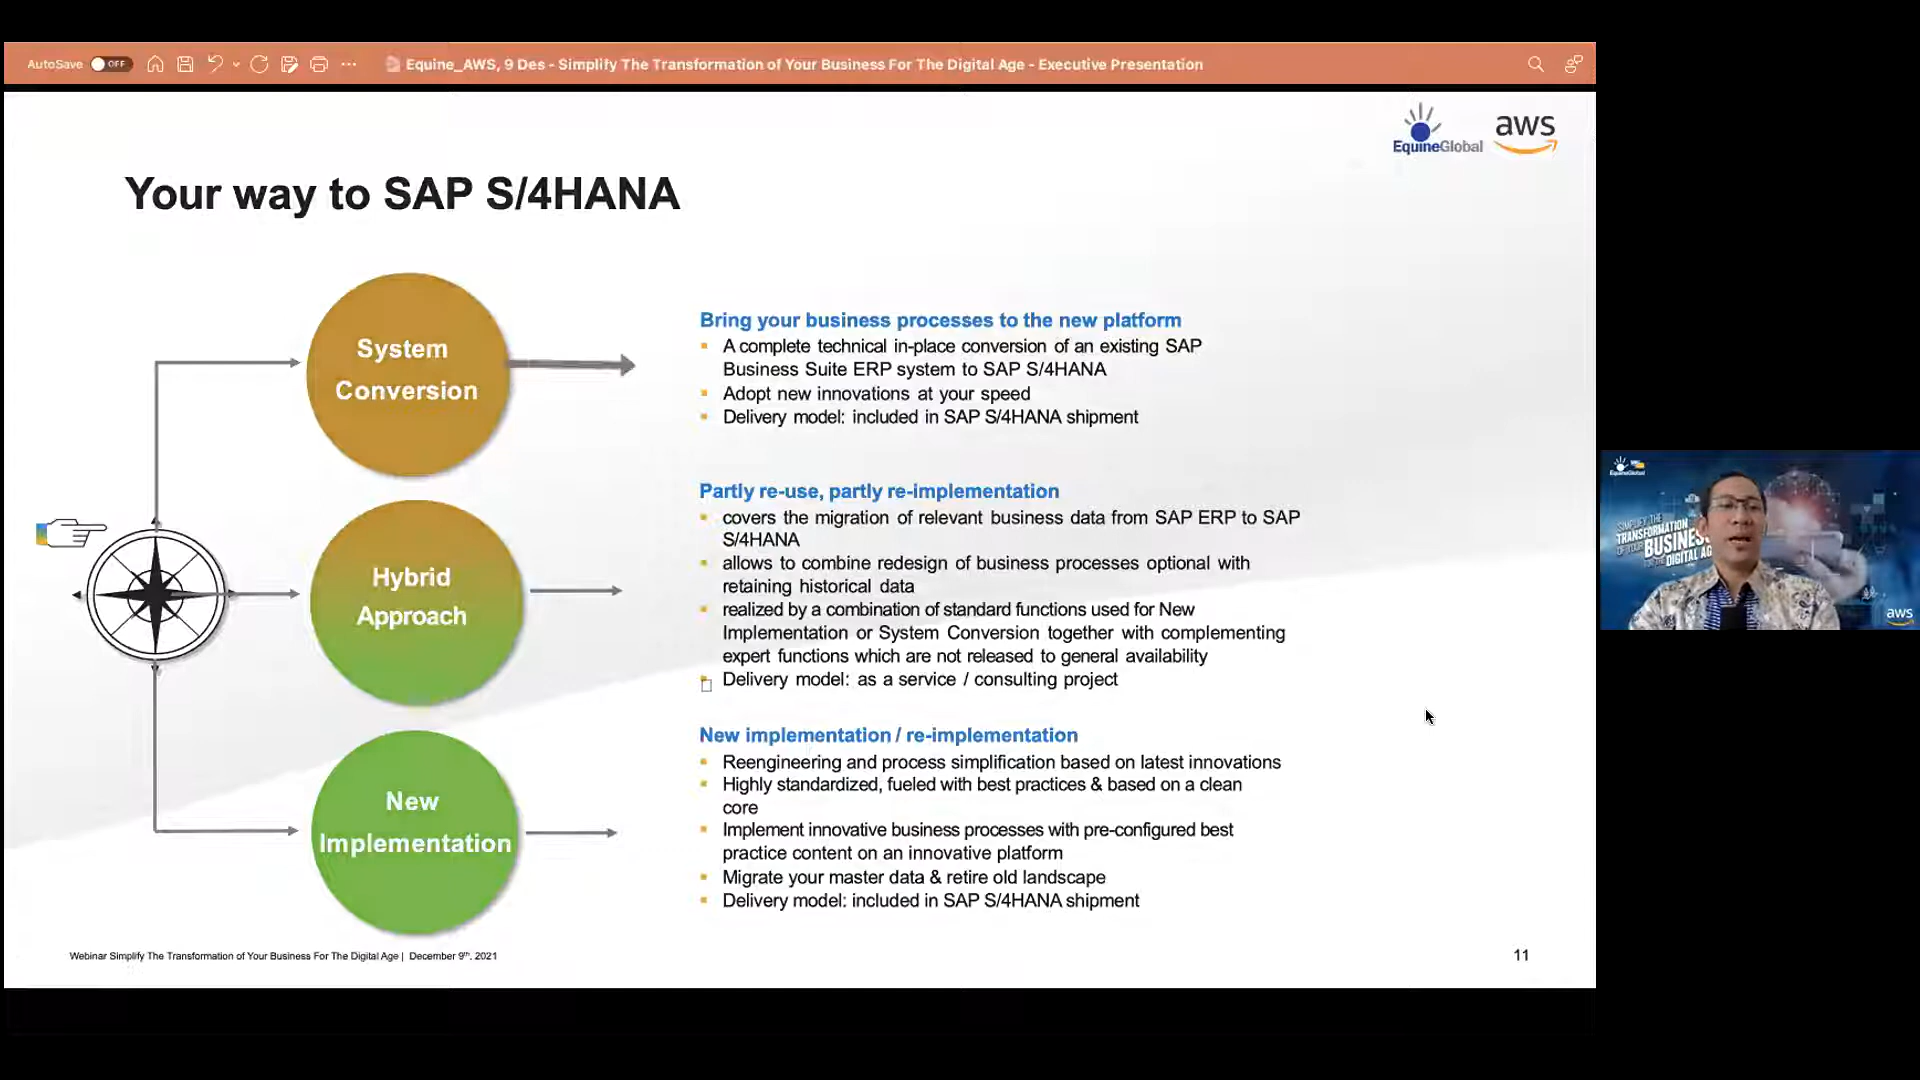 AutoSave OFF
Equine_AWS, 9 Des - Simplify The Transformation of Your Business For The Digital Age - Executive Presentation
EquineGlobal
aws
Your way to SAP S/4HANA
System
Conversion
Bring your business processes to the new platform
A complete technical in-place conversion of an existing SAP
Business Suite ERP system to SAP S/4HANA
Adopt new innovations at your speed
Delivery model: included in SAP S/4HANA shipment
Hybrid
Approach
Partly re-use, partly re-implementation
covers the migration of relevant business data from SAP ERP to SAP
S/4HANA
allows to combine redesign of business processes optional with
retaining historical data
realized by a combination of standard functions used for New
Implementation or System Conversion together with complementing
expert functions which are not released to general availability
Delivery model: as a service / consulting project
New
Implementation
New implementation / re-implementation
Reengineering and process simplification based on latest innovations
Highly standardized, fueled with best practices & based on a clean
core
Implement innovative business processes with pre-configured best
practice content on an innovative platform
Migrate your master data & retire old landscape
Delivery model: included in SAP S/4HANA shipment
Webinar Simplify The Transformation of Your Business For The Digital Age | December 9th, 2021
11
EquineGlobal
SIMPLIFY THE
TRANSFORMATION
BUSINESS
DIGITAL
aws